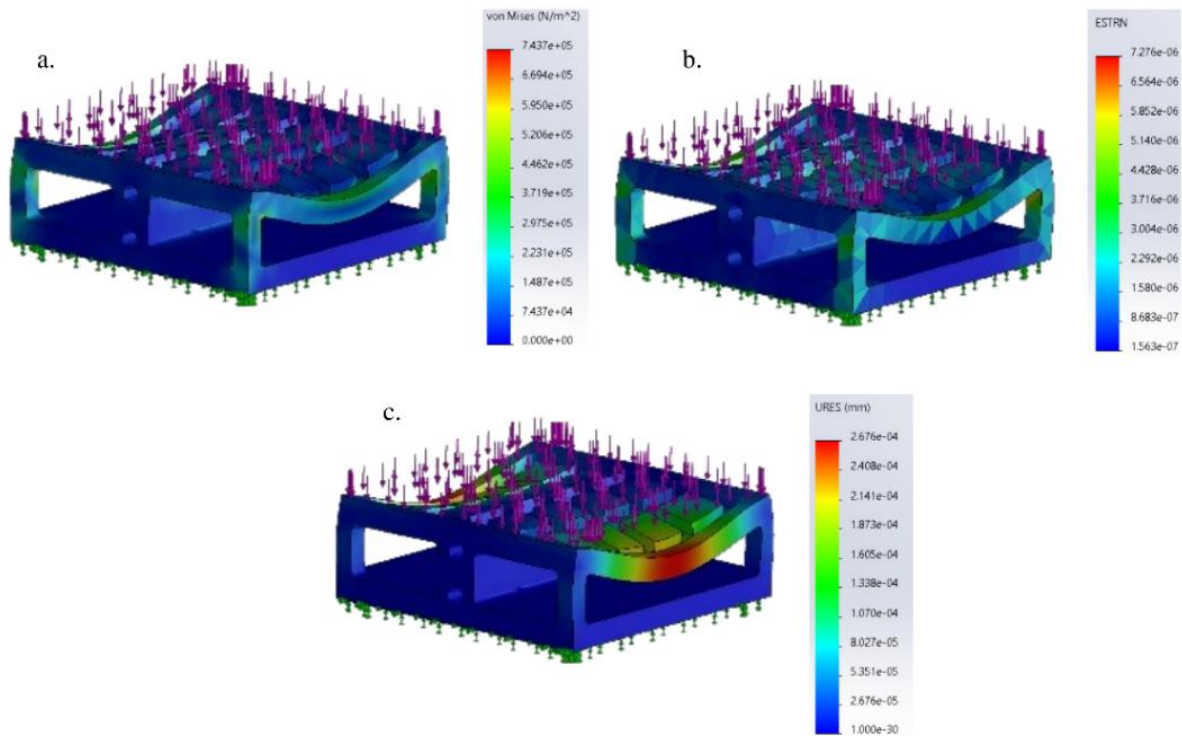 a.
von Mises (N/m^2)
7.437e+05
6.694e+05
5.950e+05
5.206e+05
4.462e+05
3.719e+05
2.975e+05
2.231e+05
1.487e+05
7.437e+04
0.000e+00
b.
ESTRN
7.276e-06
6.564e-06
5.852e-06
5.140e-06
4.428e-06
3.716e-06
3.004e-06
2.292e-06
1.580e-06
8.683e-07
1.563e-07
c.
URES (mm)
2.676e-04
2.408e-04
2.141e-04
1.873e-04
1.605e-04
1.338e-04
1.070e-04
8.027e-05
5.351e-05
2.676e-05
1.000e-30